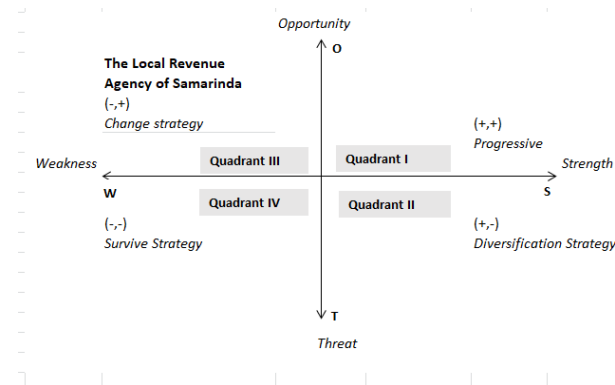 Opportunity
O
The Local Revenue
Agency of Samarinda
(-,+)
Change strategy
(+,+)
Progressive
Weakness
Quadrant III
Quadrant I
Strength
W
Quadrant IV
Quadrant II
S
(-,-)
Survive Strategy
(+,-)
Diversification Strategy
T
Threat